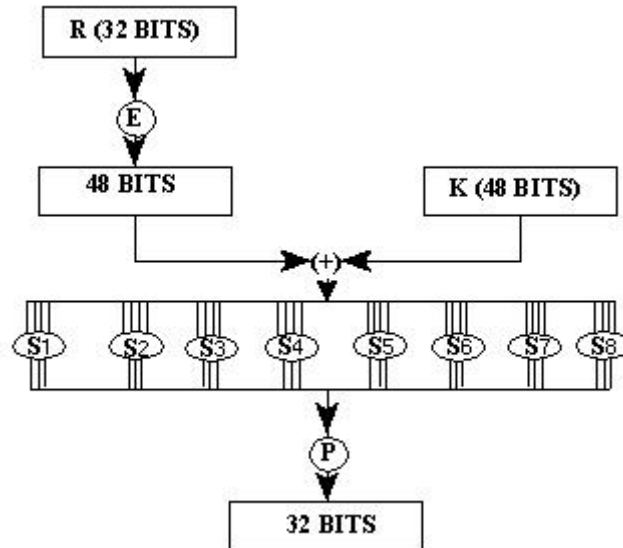 R (32 BITS)
E
48 BITS
K (48 BITS)
(+)
S1 S2 S3 S4 S5 S6 S7 S8
P
32 BITS